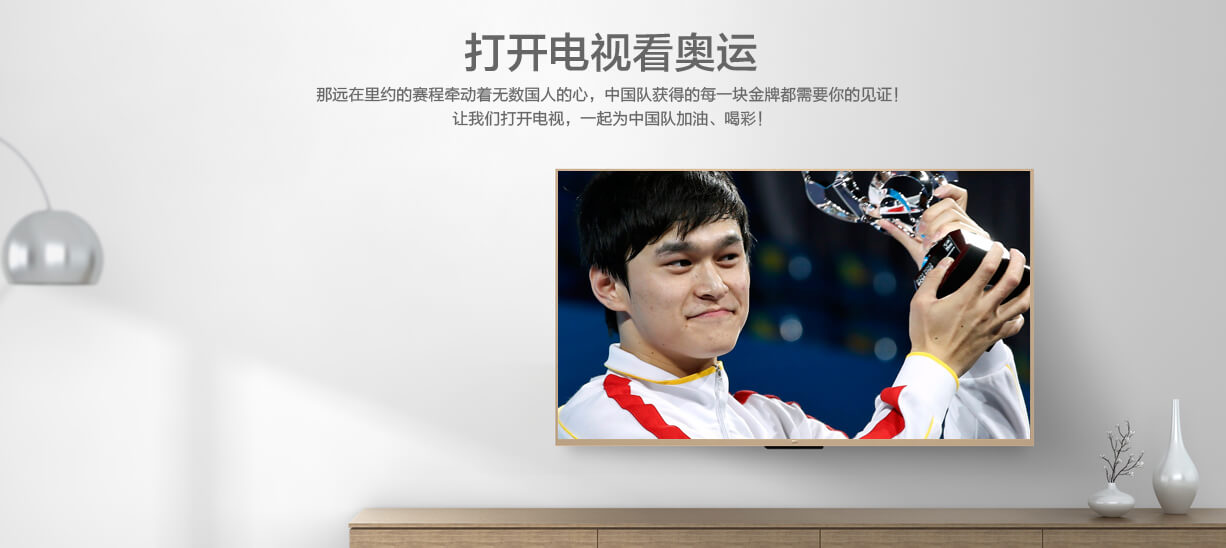 打开电视看奥运
那远在里约的赛程牵动着无数国人的心，中国队获得的每一块金牌都需要你的见证！
让我们打开电视，一起为中国队加油、喝彩！